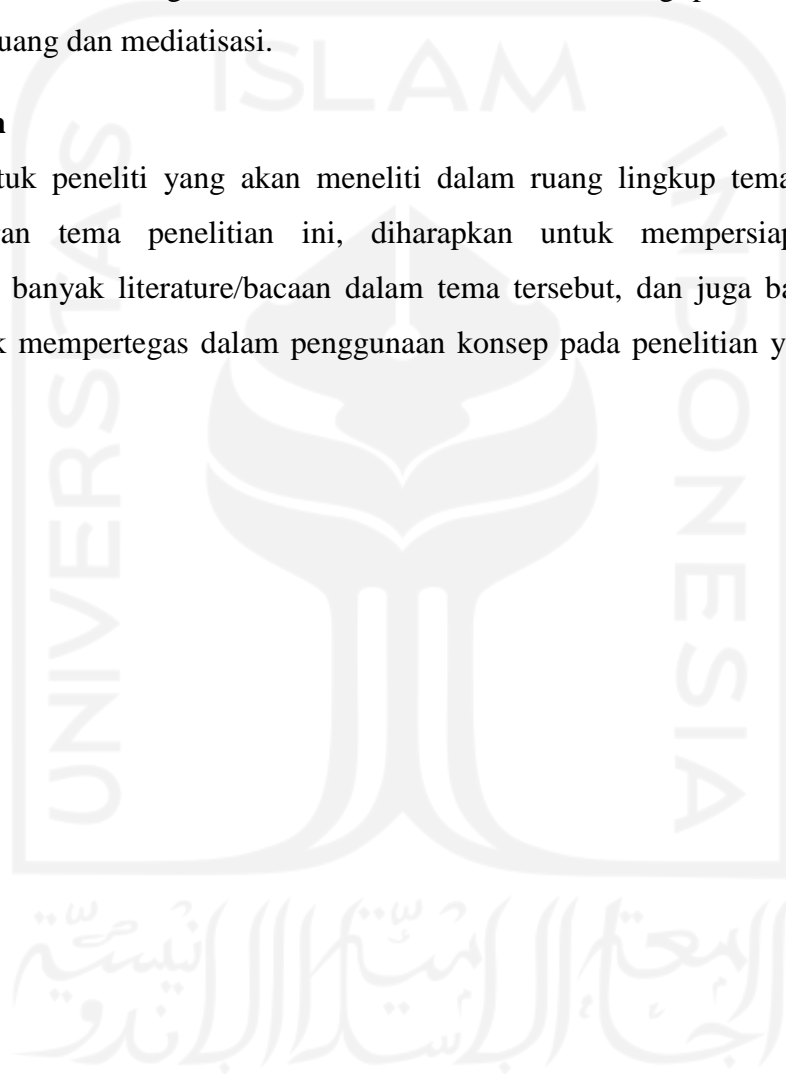 uang dan mediatisasi.
tuk peneliti yang akan meneliti dalam ruang lingkup tema
an tema penelitian ini, diharapkan untuk mempersiap
banyak literature/bacaan dalam tema tersebut, dan juga ba
k mempertegas dalam penggunaan konsep pada penelitian y
ISLAM
UNIVERSITAS
INDONESIA